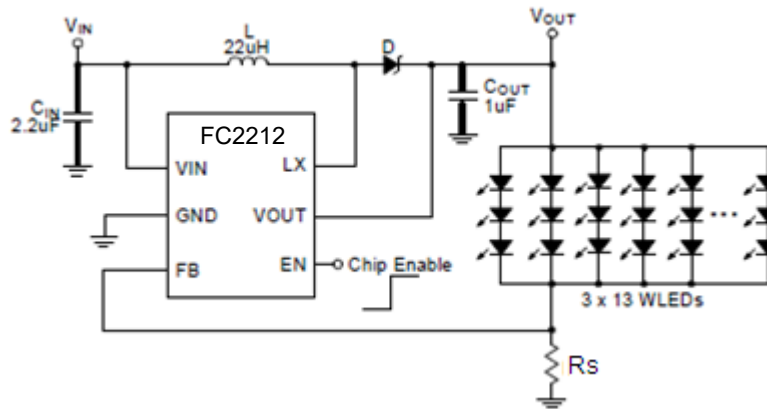 VIN
L
22uH
D
VOUT
CIN
2.2uF
COUT
1uF
FC2212
VIN
LX
GND
VOUT
FB
EN
Chip Enable
3 x 13 WLEDs
Rs